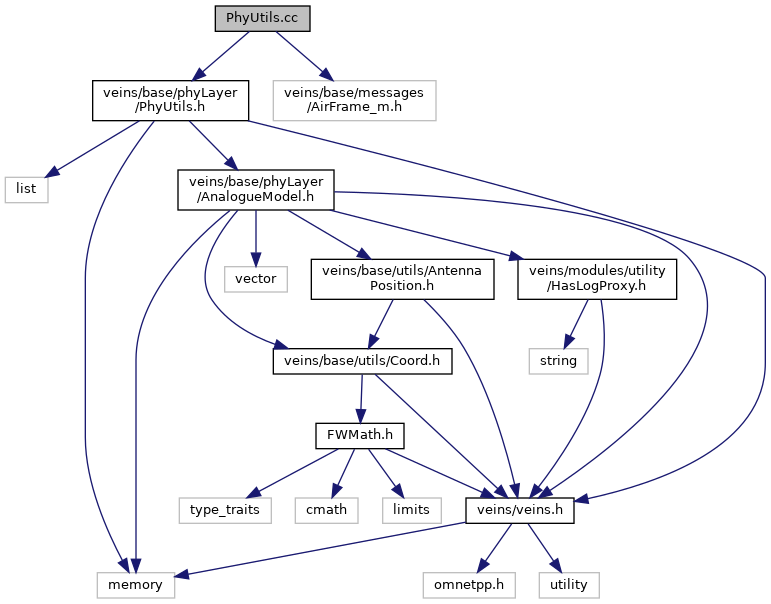 PhyUtils.cc
veins/base/phyLayer
/PhyUtils.h
veins/base/messages
/AirFrame_m.h
list
veins/base/phyLayer
/AnalogueModel.h
vector
veins/base/utils/Antenna
Position.h
veins/modules/utility
/HasLogProxy.h
veins/base/utils/Coord.h
string
FWMath.h
type_traits
cmath
limits
veins/veins.h
memory
omnetpp.h
utility